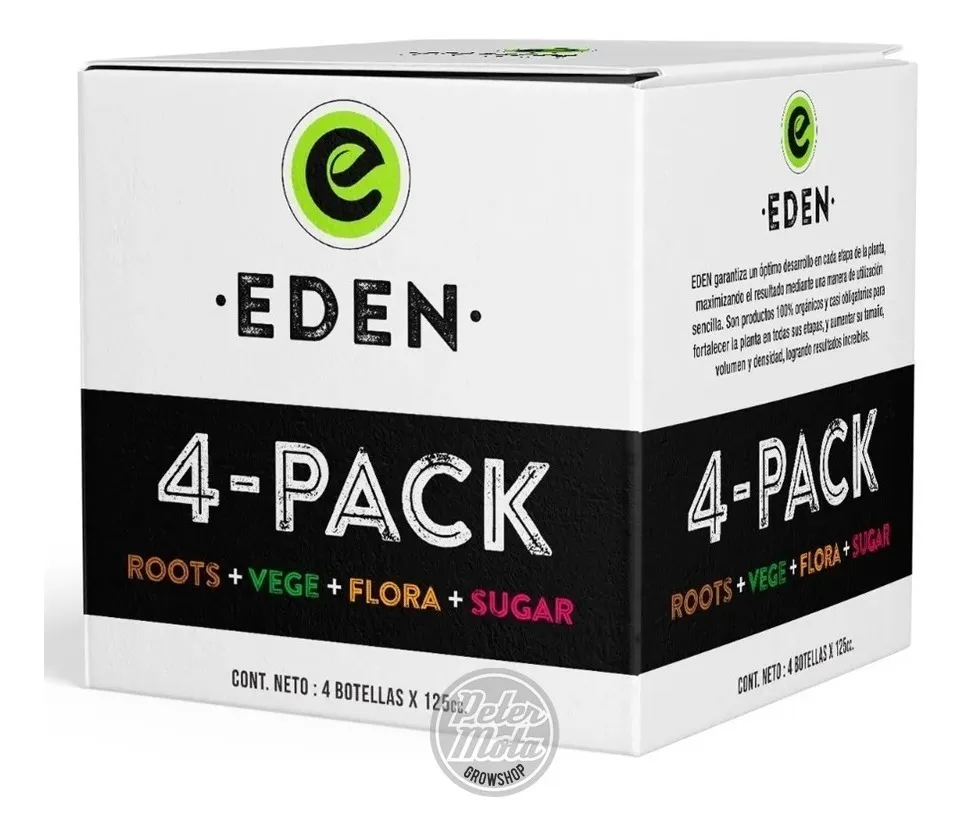 ·EDEN·
4-PACK
ROOTS + VEGE + FLORA + SUGAR
CONT. NETO : 4 BOTELLAS X 125cc.
·EDEN·
EDEN garantiza un óptimo desarrollo en cada etapa de la planta,
maximizando el resultado mediante una manera de utilización
sencilla. Son productos 100% orgánicos y casi obligatorios para
fortalecer la planta en todas sus etapas, y aumentar su tamaño,
volumen y densidad, logrando resultados increíbles.
4-PACK
ROOTS + VEGE + FLORA + SUGAR
CONT. NETO : 4 BOTELLAS X 125cc.
Peter
Mota
GROWSHOP